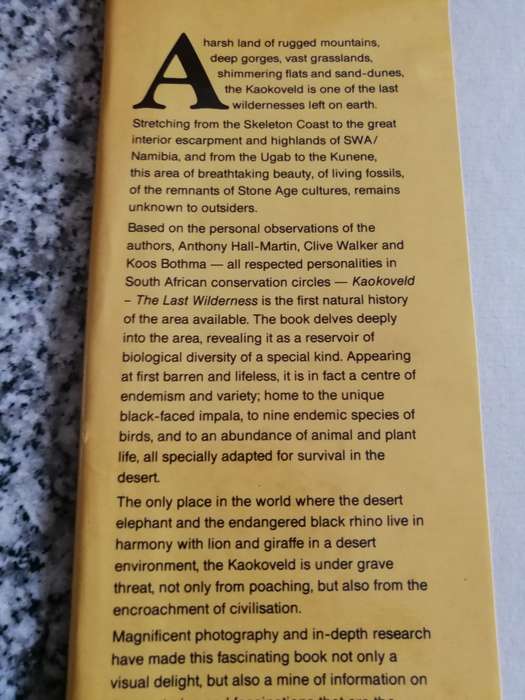 A harsh land of rugged mountains,
deep gorges, vast grasslands,
shimmering flats and sand-dunes,
the Kaokoveld is one of the last
wildernesses left on earth.
Stretching from the Skeleton Coast to the great
interior escarpment and highlands of SWA/
Namibia, and from the Ugab to the Kunene,
this area of breathtaking beauty, of living fossils,
of the remnants of Stone Age cultures, remains
unknown to outsiders.
Based on the personal observations of the
authors, Anthony Hall-Martin, Clive Walker and
Koos Bothma — all respected personalities in
South African conservation circles — Kaokoveld
– The Last Wilderness is the first natural history
of the area available. The book delves deeply
into the area, revealing it as a reservoir of
biological diversity of a special kind. Appearing
at first barren and lifeless, it is in fact a centre of
endemism and variety; home to the unique
black-faced impala, to nine endemic species of
birds, and to an abundance of animal and plant
life, all specially adapted for survival in the
desert.
The only place in the world where the desert
elephant and the endangered black rhino live in
harmony with lion and giraffe in a desert
environment, the Kaokoveld is under grave
threat, not only from poaching, but also from the
encroachment of civilisation.
Magnificent photography and in-depth research
have made this fascinating book not only a
visual delight, but also a mine of information on